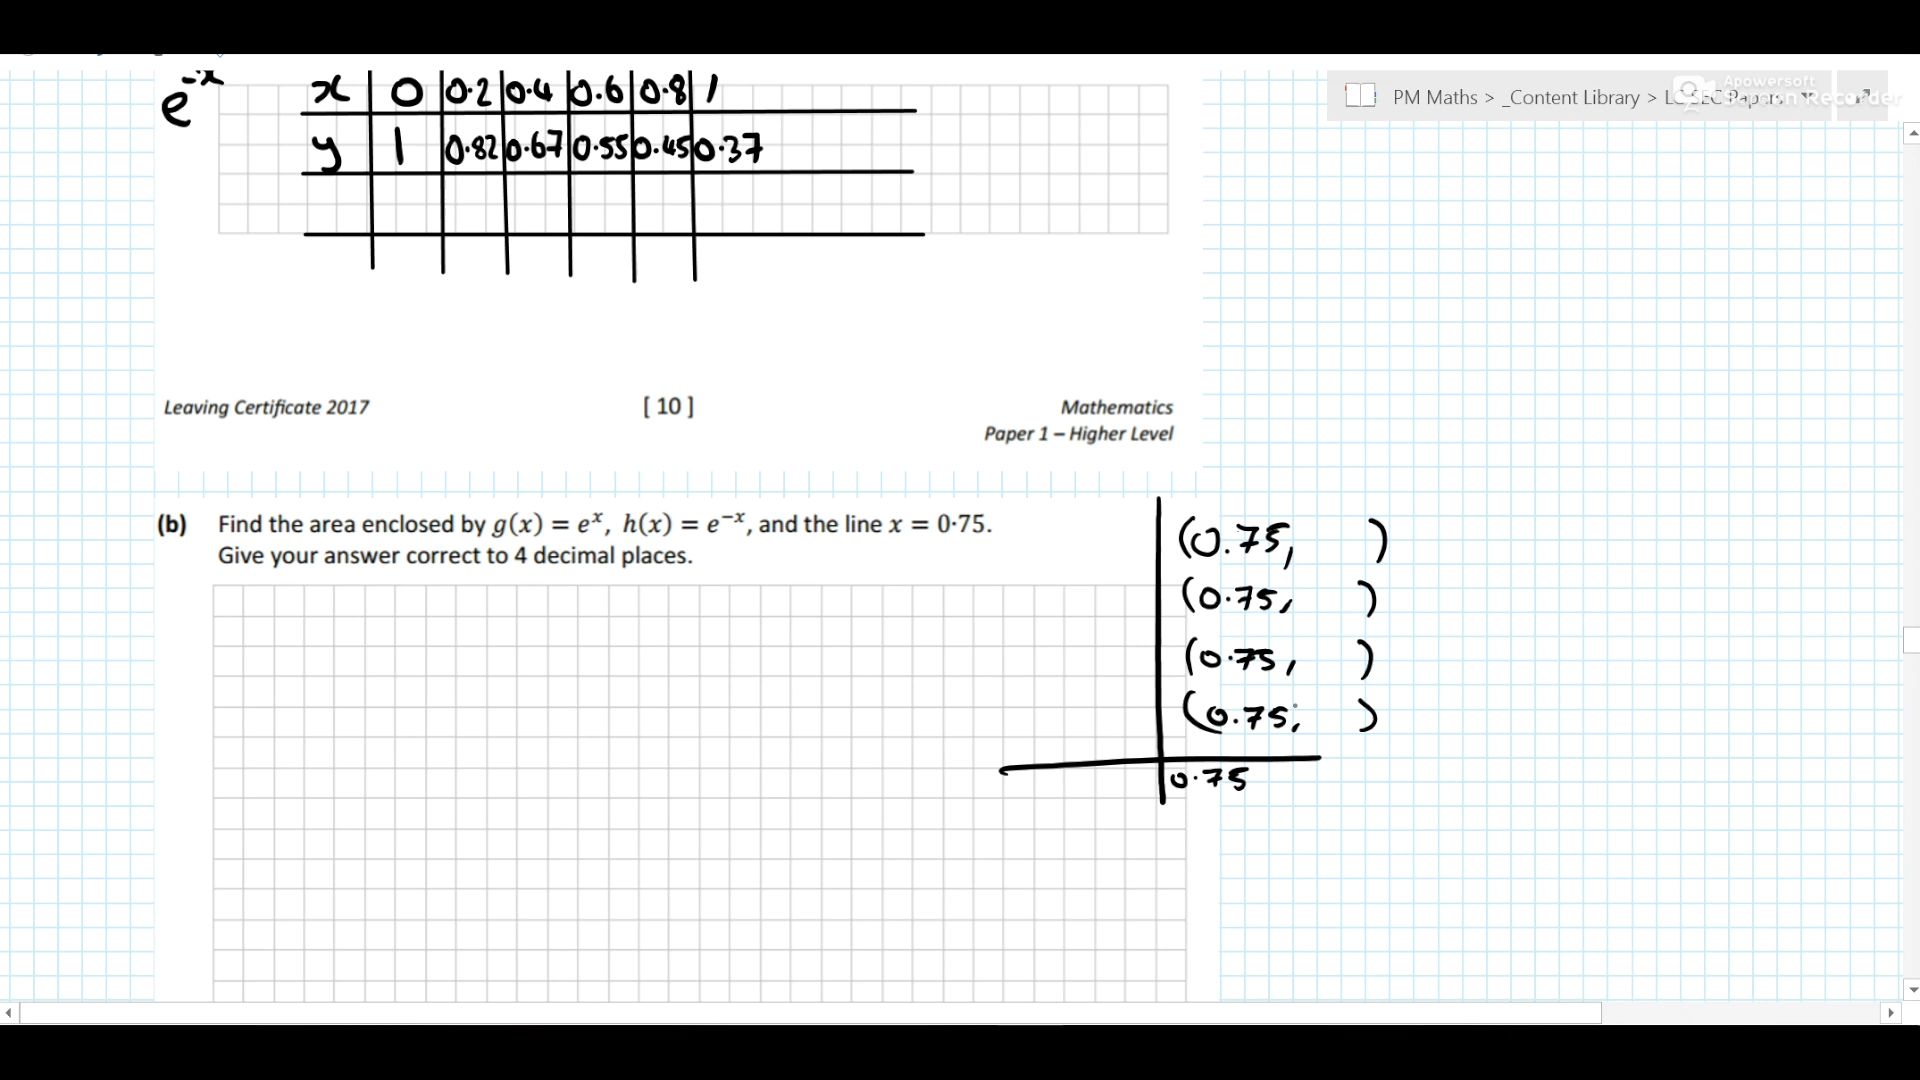 e^{-x}
x 0 0.2 0.4 0.6 0.8 1
y 1 0.82 0.67 0.55 0.45 0.37
PM Maths > _Content Library >
Apowersoft
Screen Recorder
Leaving Certificate 2017 [ 10 ] Mathematics
Paper 1 – Higher Level
(b) Find the area enclosed by g(x) = e^x, h(x) = e^{−x}, and the line x = 0·75.
Give your answer correct to 4 decimal places.
(0.75, )
(0.75, )
(0.75, )
(0.75, )
0.75